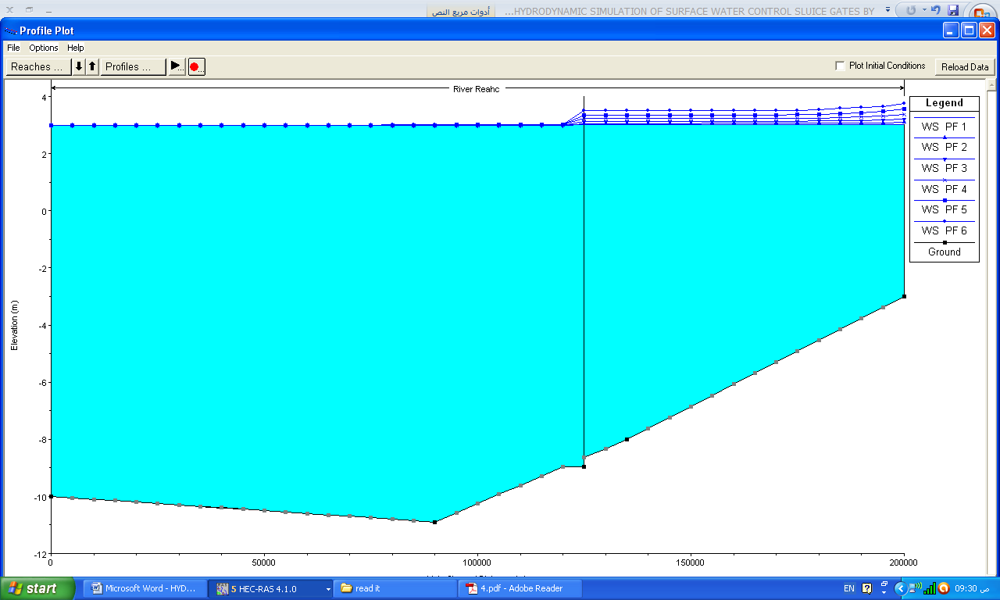 أدوات مربع النص
...HYDRODYNAMIC SIMULATION OF SURFACE WATER CONTROL SLUICE GATES BY
Profile Plot
File Options Help
Reaches ... Profiles ... Plot Initial Conditions Reload Data
River Reahc
Legend
WS PF 1
WS PF 2
WS PF 3
WS PF 4
WS PF 5
WS PF 6
Ground
4
2
0
-2
-4
-6
-8
-10
-12
Elevation (m)
0 50000 100000 150000 200000
start Microsoft Word - HYD... 5 HEC-RAS 4.1.0 read it 4.pdf - Adobe Reader EN 09:30 ص